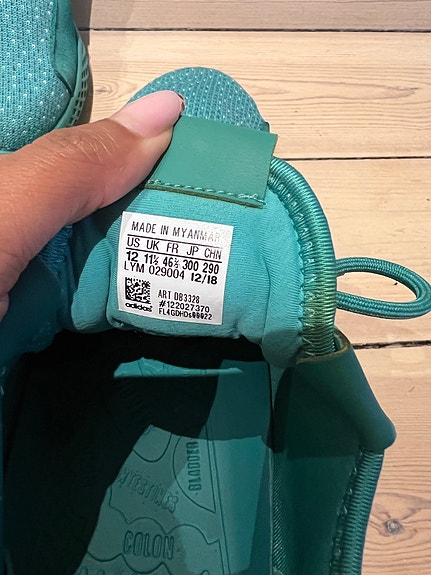 MADE IN MYANMAR
US UK FR JP CHN
12 11½ 46⅔ 300 290
LYM 029004 12/18
adidas
ART DB3328
#122027370
FL4GDHDs00022
BLADDER
INTESTINES
COLON